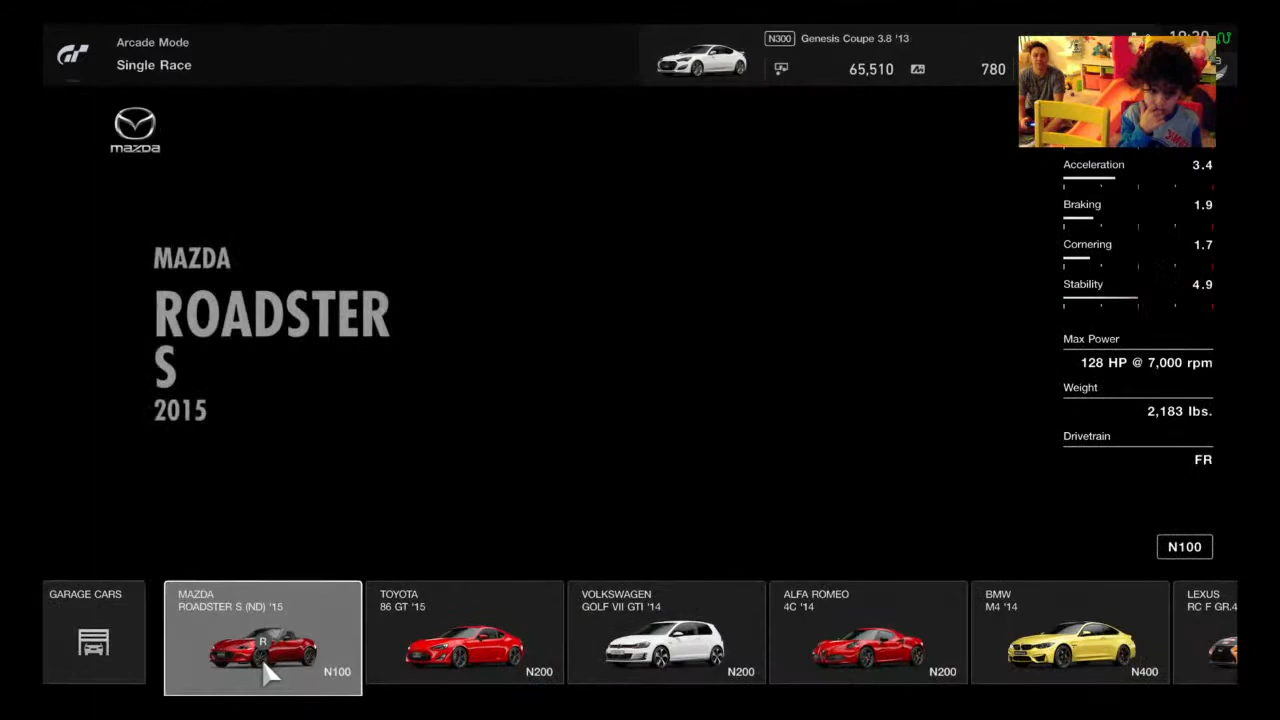 Arcade Mode
Single Race
N300 Genesis Coupe 3.8 '13
65,510 780
mazda
MAZDA
ROADSTER
S
2015
Acceleration 3.4
Braking 1.9
Cornering 1.7
Stability 4.9
Max Power
128 HP @ 7,000 rpm
Weight
2,183 lbs.
Drivetrain
FR
N100
GARAGE CARS
MAZDA
ROADSTER S (ND) '15
R
N100
TOYOTA
86 GT '15
N200
VOLKSWAGEN
GOLF VII GTI '14
N200
ALFA ROMEO
4C '14
N200
BMW
M4 '14
N400
LEXUS
RC F GR.4